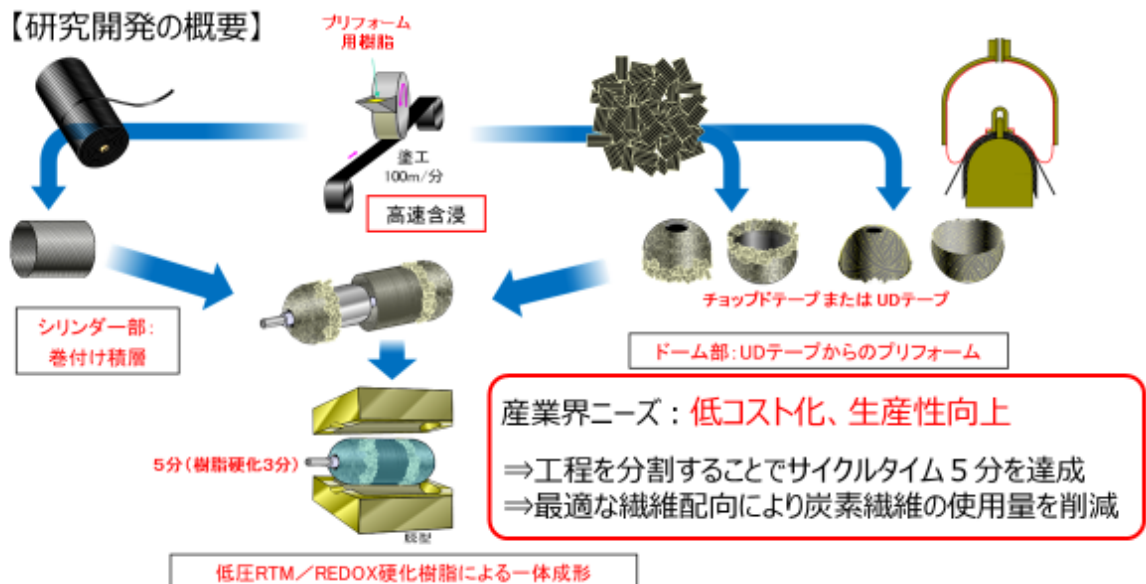 【研究開発の概要】
プリフォーム
用樹脂
塗工
100m/分
高速含浸
チョップドテープ または UDテープ
シリンダー部：
巻付け積層
ドーム部：UDテープからのプリフォーム
産業界ニーズ：低コスト化、生産性向上
⇒工程を分割することでサイクルタイム５分を達成
⇒最適な繊維配向により炭素繊維の使用量を削減
5分（樹脂硬化3分）
脱型
低圧RTM／REDOX硬化樹脂による一体成形